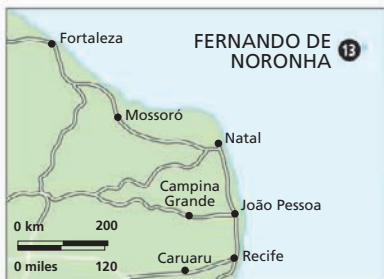 Fortaleza
FERNANDO DE
NORONHA 13
Mossoró
Natal
Campina
Grande
João Pessoa
0 km 200
0 miles 120
Caruaru
Recife